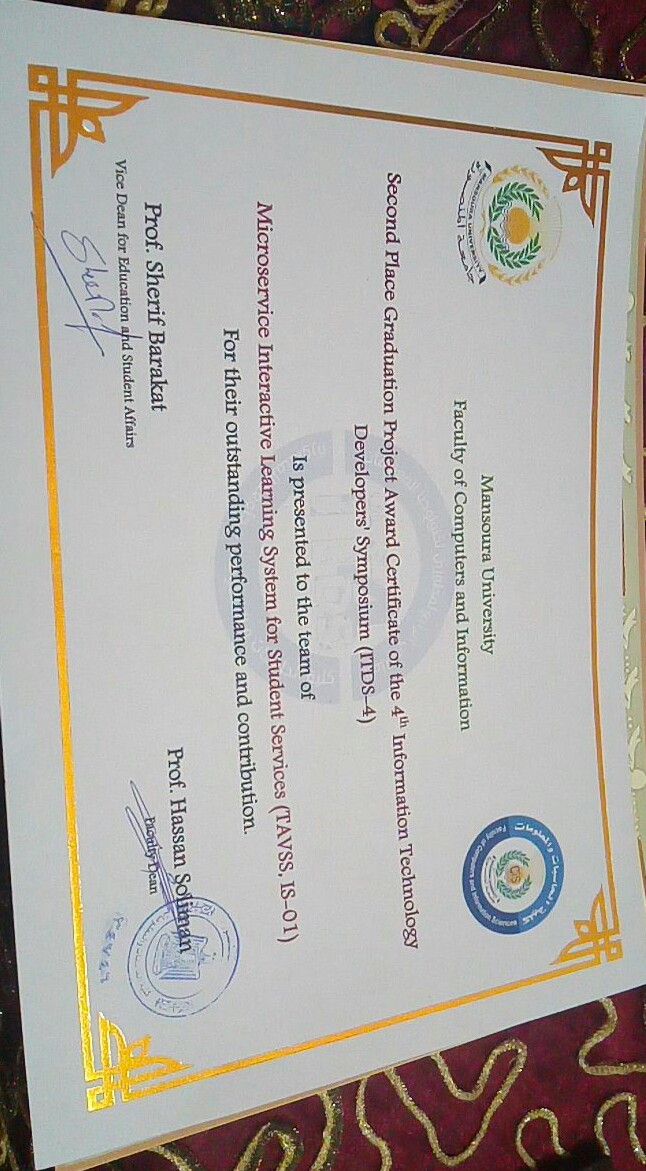 MANSOURA UNIVERSITY
جامعة المنصورة
كلية الحاسبات والمعلومات
CIS
Faculty of Computers and Information Sciences
Mansoura University
Faculty of Computers and Information
Second Place Graduation Project Award Certificate of the 4th Information Technology
Developers' Symposium (ITDS-4)
Is presented to the team of
Microservice Interactive Learning System for Student Services (TAVSS, IS-01)
For their outstanding performance and contribution.
Prof. Sherif Barakat
Vice Dean for Education and Student Affairs
Prof. Hassan Soliman
Faculty Dean